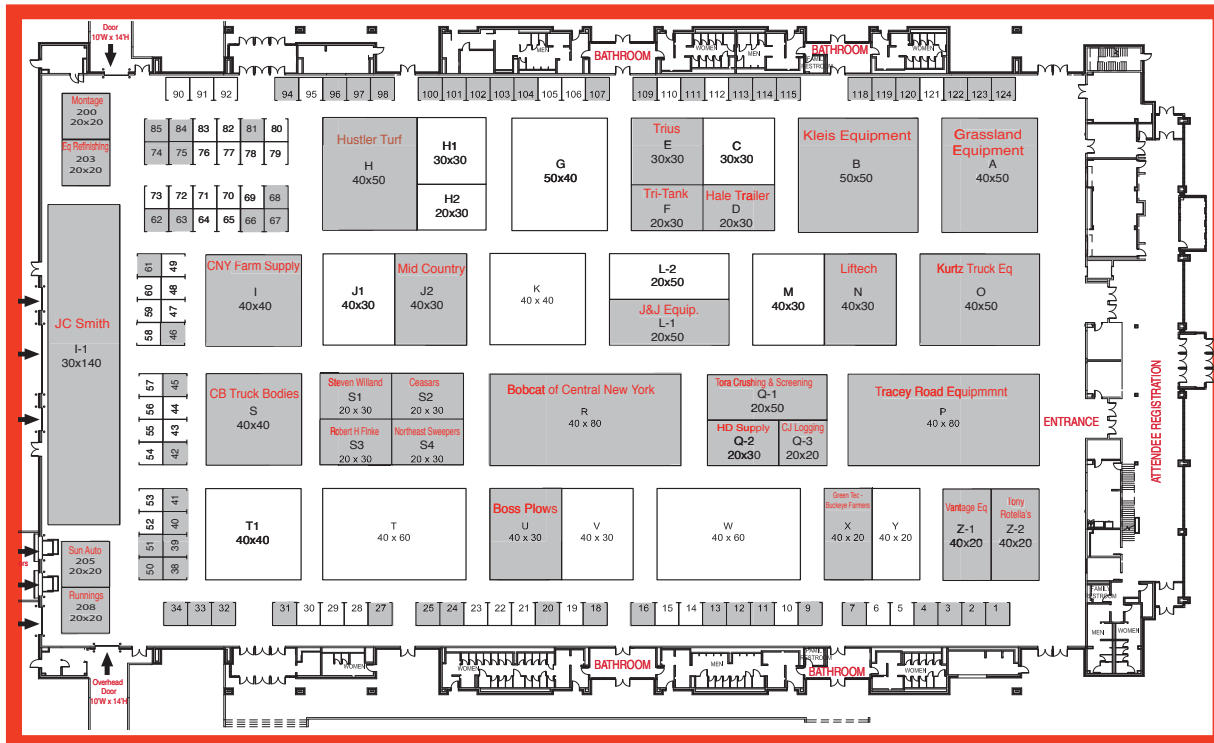 Door
10'W x 14'H
MEN
BATHROOM
WOMEN
MEN
BATHROOM
FAMILY
RESTROOM
WOMEN
90 91 92
94 95 96 97 98
100 101 102 103 104 105 106 107
109 110 111 112 113 114 115
118 119 120 121 122 123 124
Montage
200
20x20
Eq Refinishing
203
20x20
85 84 83 82 81 80
74 75 76 77 78 79
73 72 71 70 69 68
62 63 64 65 66 67
Hustler Turf
H
40x50
H1
30x30
H2
20x30
G
50x40
Trius
E
30x30
C
30x30
Tri-Tank
F
20x30
Hale Trailer
D
20x30
Kleis Equipment
B
50x50
Grassland
Equipment
A
40x50
JC Smith
I-1
30x140
61 49
60 48
59 47
58 46
CNY Farm Supply
I
40x40
J1
40x30
Mid Country
J2
40x30
K
40 x 40
L-2
20x50
J&J Equip.
L-1
20x50
M
40x30
Liftech
N
40x30
Kurtz Truck Eq
O
40x50
57 45
56 44
55 43
54 42
CB Truck Bodies
S
40x40
Steven Willand
S1
20 x 30
Ceasars
S2
20 x 30
Robert H Finke
S3
20 x 30
Northeast Sweepers
S4
20 x 30
Bobcat of Central New York
R
40 x 80
Tora Crushing & Screening
Q-1
20x50
HD Supply
Q-2
20x30
CJ Logging
Q-3
20x20
Tracey Road Equipmmnt
P
40 x 80
ENTRANCE
ATTENDEE REGISTRATION
53 41
52 40
51 39
50 38
T1
40x40
T
40 x 60
Boss Plows
U
40 x 30
V
40 x 30
W
40 x 60
Green Tec -
Buckeye Farmers
X
40 x 20
Y
40 x 20
Vantage Eq
Z-1
40x20
Tony
Rotella's
Z-2
40x20
Sun Auto
205
20x20
Runnings
208
20x20
34 33 32
31 30 29 28 27
25 24 23 22 21 20 19 18
16 15 14 13 12 11 10 9
7 6 5 4 3 2 1
FAMILY
RESTROOM
MEN
WOMEN
WOMEN
WOMEN
BATHROOM
MEN
FAMILY
RESTROOM
BATHROOM
WOMEN
Overhead
Door
10'W x 14'H